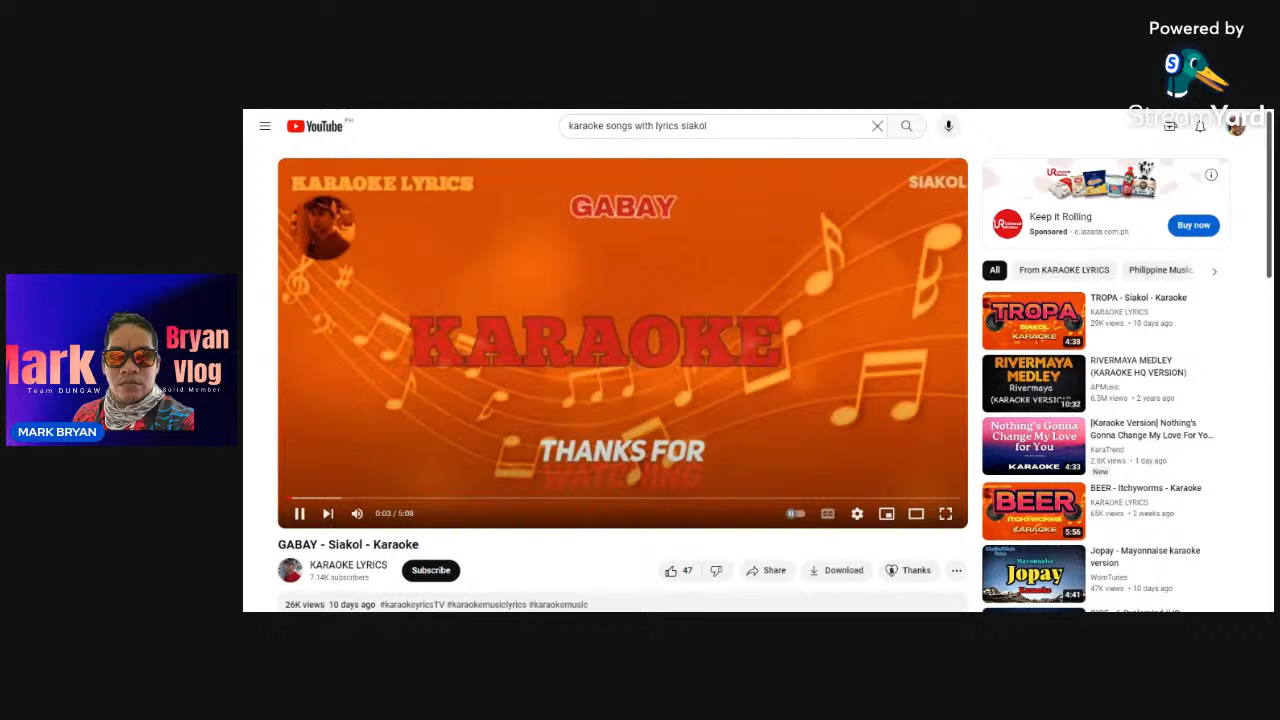 Powered by
StreamYard
YouTube PH
karaoke songs with lyrics siakol
KARAOKE LYRICS
SIAKOL
GABAY
KARAOKE
THANKS FOR
WATCHING
0:03 / 5:08
GABAY - Siakol - Karaoke
KARAOKE LYRICS
7.14K subscribers
Subscribe
47
Share
Download
Thanks
26K views 10 days ago #karaokeyricsTV #karaokemusiclyrics #karaokemusic
Keep it Rolling
Sponsored · c.lazada.com.ph
Buy now
All
From KARAOKE LYRICS
Philippine Music
TROPA
SIAKOL
KARAOKE
4:38
TROPA - Siakol - Karaoke
KARAOKE LYRICS
29K views · 10 days ago
RIVERMAYA
MEDLEY
Rivermaya
(KARAOKE VERSION)
10:32
RIVERMAYA MEDLEY
(KARAOKE HQ VERSION)
APMusic
6.5M views · 2 years ago
Nothing's Gonna
Change My Love
for You
KARAOKE
4:33
[Karaoke Version] Nothing's
Gonna Change My Love For Yo...
KaraTrend
2.8K views · 1 day ago
New
BEER
ITCHYWORMS
KARAOKE
5:56
BEER - Itchyworms - Karaoke
KARAOKE LYRICS
65K views · 2 weeks ago
Mayonnaise
Jopay
Karaoke
4:41
Jopay - Mayonnaise karaoke
version
WomTunes
47K views · 10 days ago
Mark
Bryan
Vlog
Team DUNGAW
Solid Member
MARK BRYAN